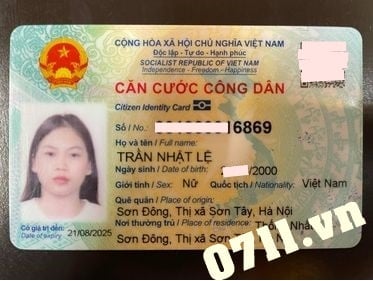 CỘNG HÒA XÃ HỘI CHỦ NGHĨA VIỆT NAM
Độc lập - Tự do - Hạnh phúc
SOCIALIST REPUBLIC OF VIET NAM
Independence - Freedom - Happiness
CĂN CƯỚC CÔNG DÂN
Citizen Identity Card
Số / No.: 6869
Họ và tên / Full name:
TRẦN NHẬT LỆ
Ngày sinh / Date of birth: /2000
Giới tính / Sex: Nữ Quốc tịch / Nationality: Việt Nam
Quê quán / Place of origin:
Sơn Đông, Thị xã Sơn Tây, Hà Nội
Nơi thường trú / Place of residence: Thống Nhất
Sơn Đông, Thị xã Sơn
Có giá trị đến: 21/08/2025
Date of expiry
0711.vn